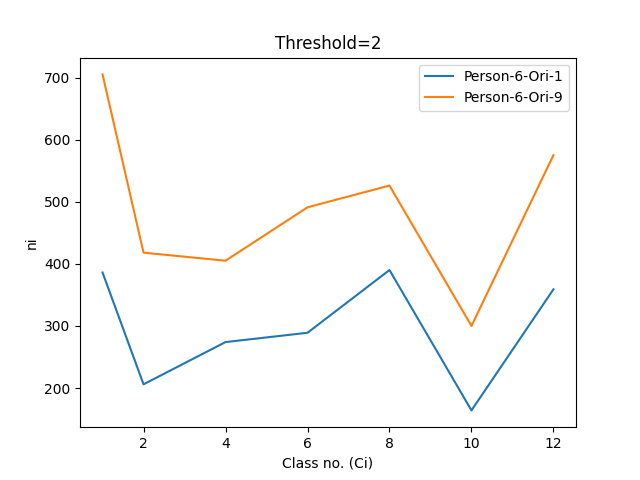 Threshold=2
Person-6-Ori-1
Person-6-Ori-9
700
600
500
400
300
200
ni
2 4 6 8 10 12
Class no. (Ci)